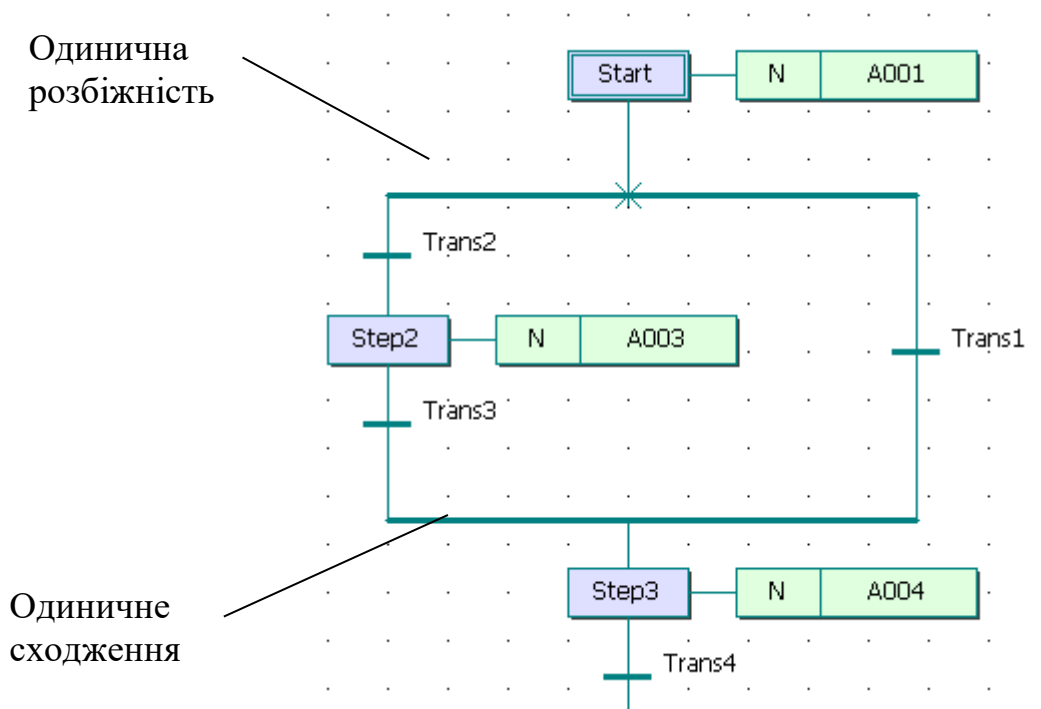 Одинична
розбіжність
Start N A001
Trans2
Step2 N A003
Trans1
Trans3
Одиничне
сходження
Step3 N A004
Trans4